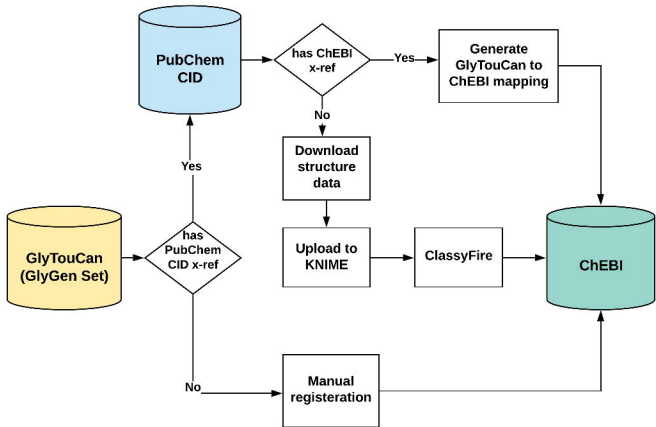 PubChem
CID
has ChEBI
x-ref
Yes
Generate
GlyTouCan to
ChEBI mapping
No
Download
structure
data
Yes
GlyTouCan
(GlyGen Set)
has
PubChem
CID x-ref
Upload to
KNIME
ClassyFire
ChEBI
No
Manual
registeration